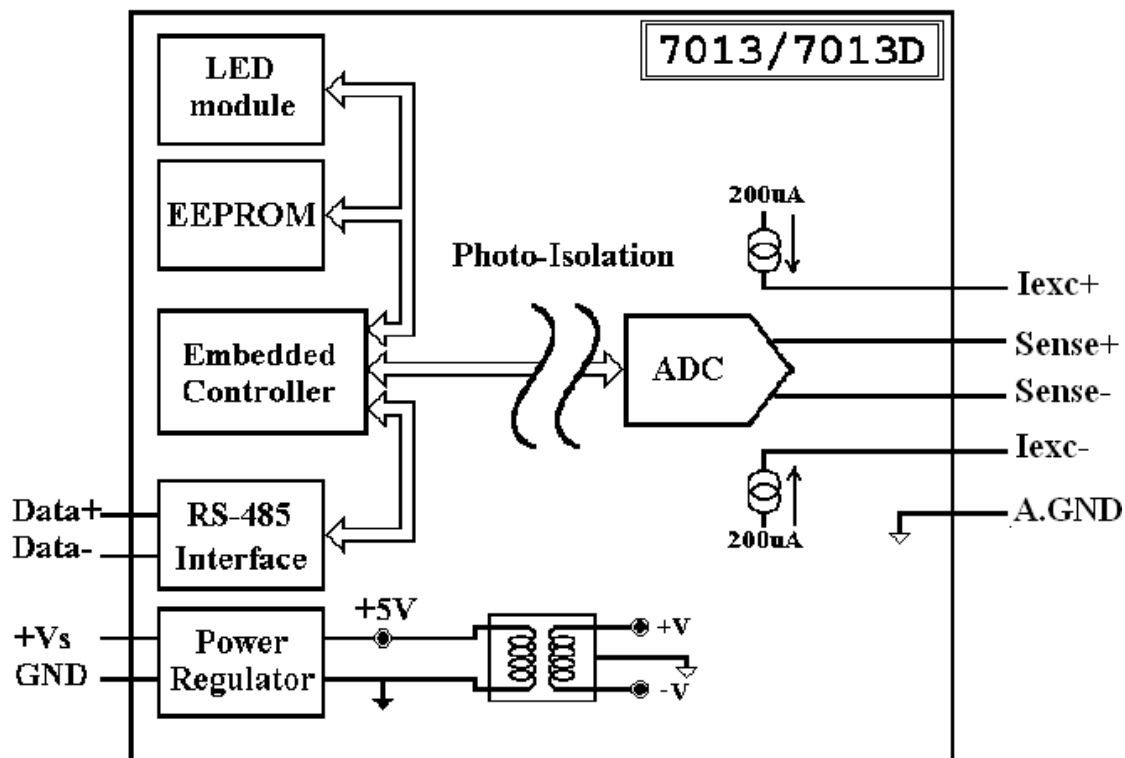 7013/7013D
LED
module
EEPROM
200uA
Photo-Isolation
Iexc+
Embedded
Controller
ADC
Sense+
Sense-
Iexc-
200uA
A.GND
Data+
Data-
RS-485
Interface
+Vs
GND
Power
Regulator
+5V
+V
-V